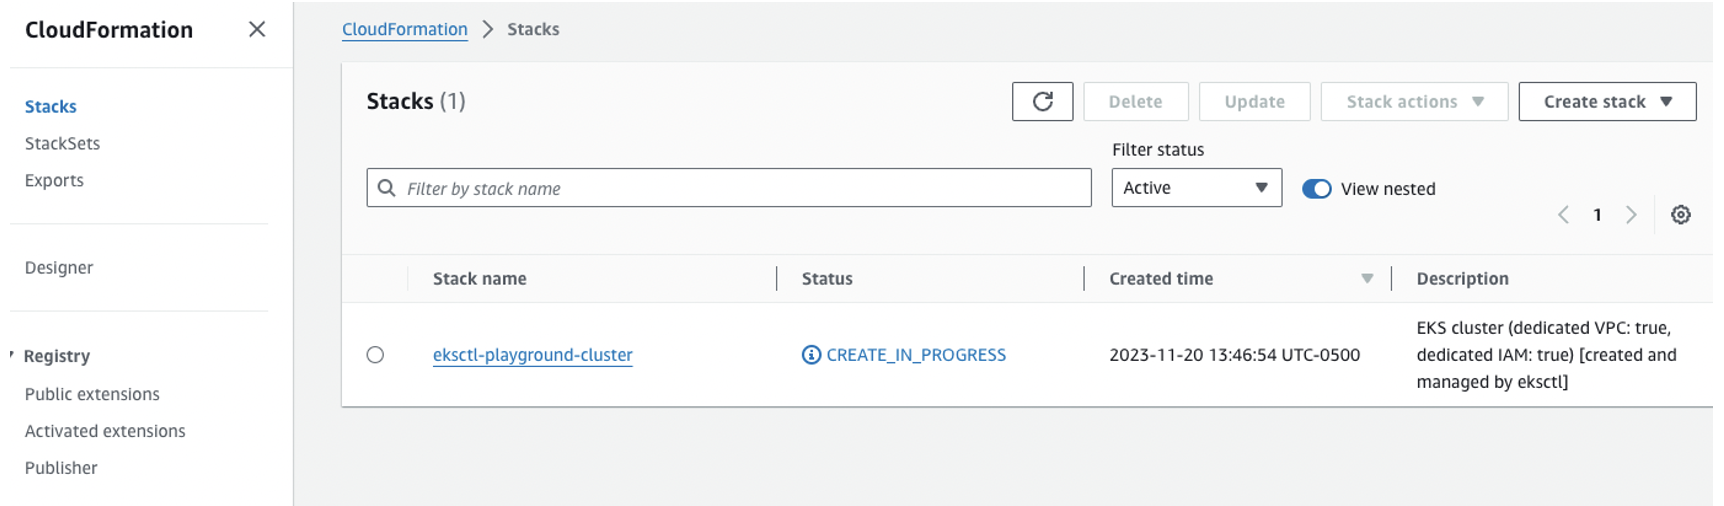 CloudFormation
Stacks
StackSets
Exports
Designer
Registry
Public extensions
Activated extensions
Publisher
CloudFormation > Stacks
Stacks (1)
Delete
Update
Stack actions
Create stack
Filter by stack name
Filter status
Active
View nested
1
Stack name Status Created time Description
eksctl-playground-cluster CREATE_IN_PROGRESS 2023-11-20 13:46:54 UTC-0500
EKS cluster (dedicated VPC: true,
dedicated IAM: true) [created and
managed by eksctl]